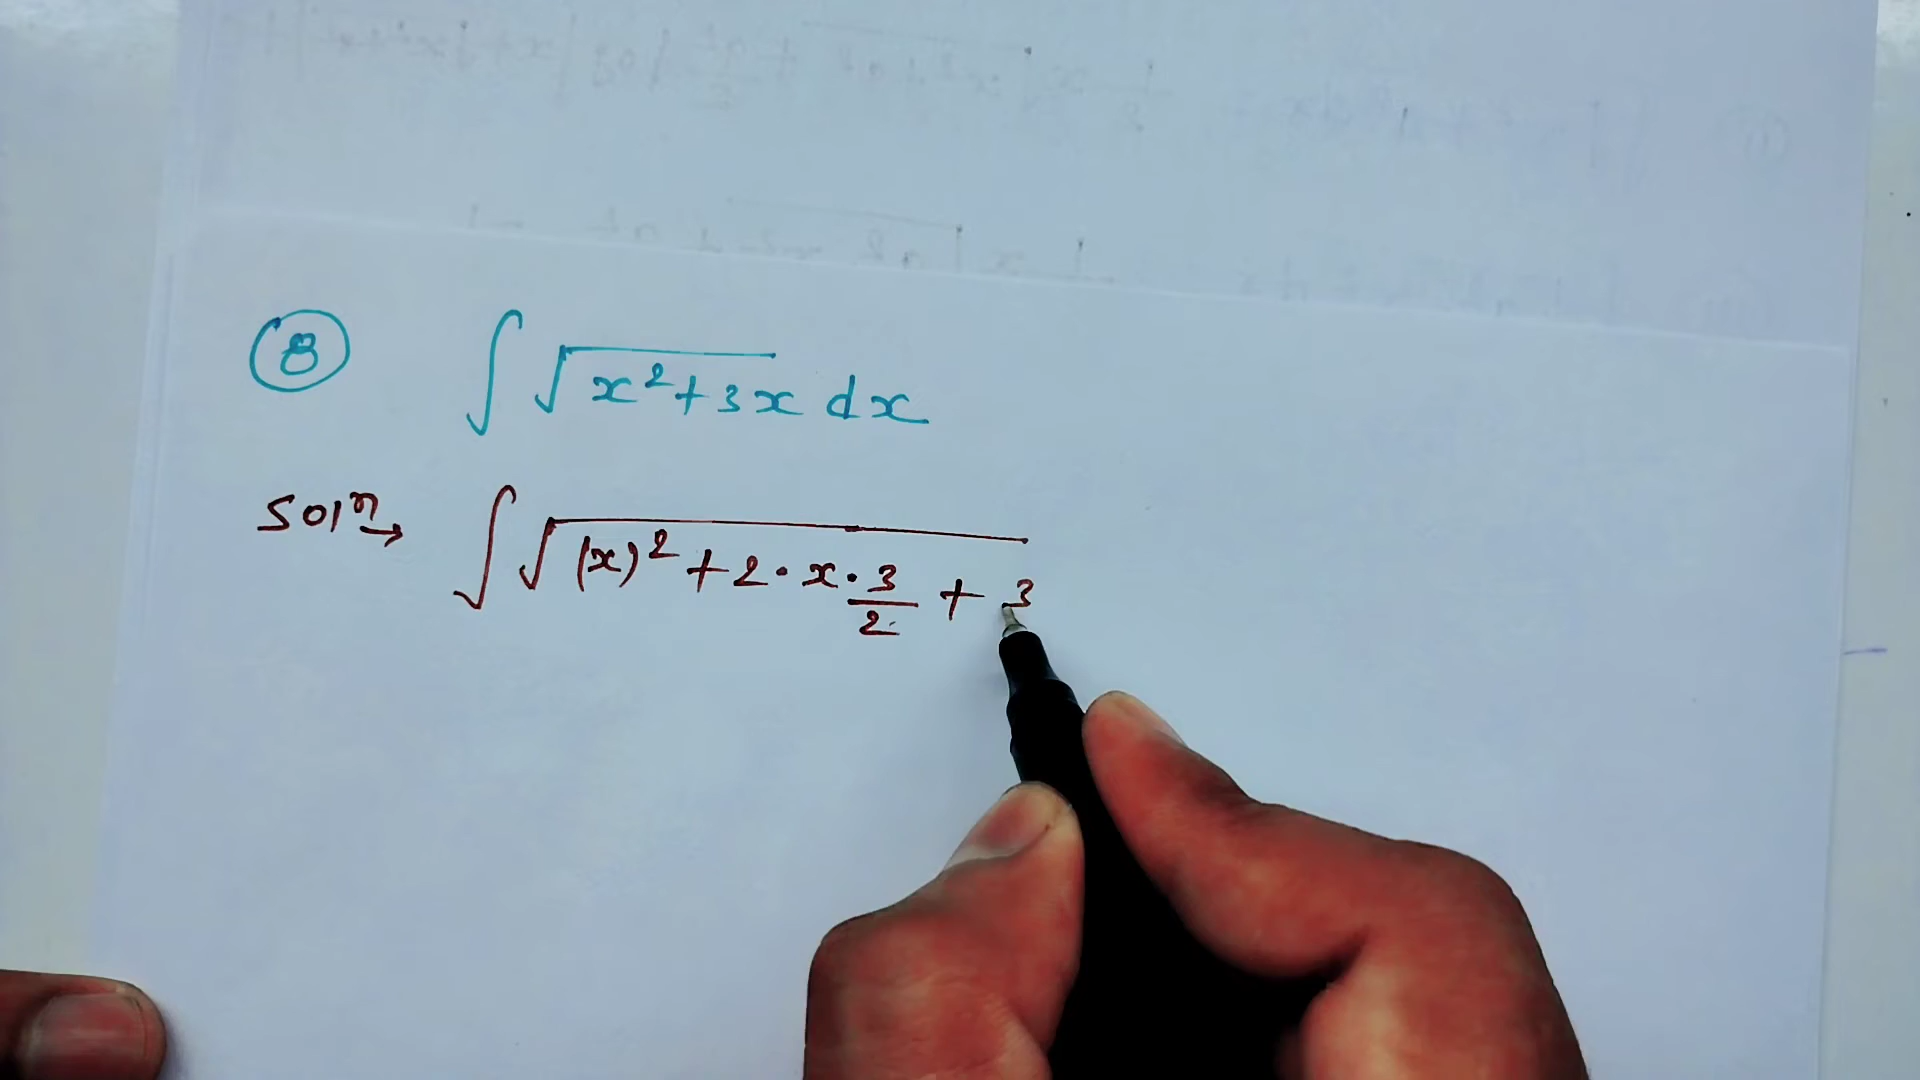 ⑧ ∫ √x²+3x dx
Solⁿ→ ∫ √(x)²+2·x·3/2 + 3